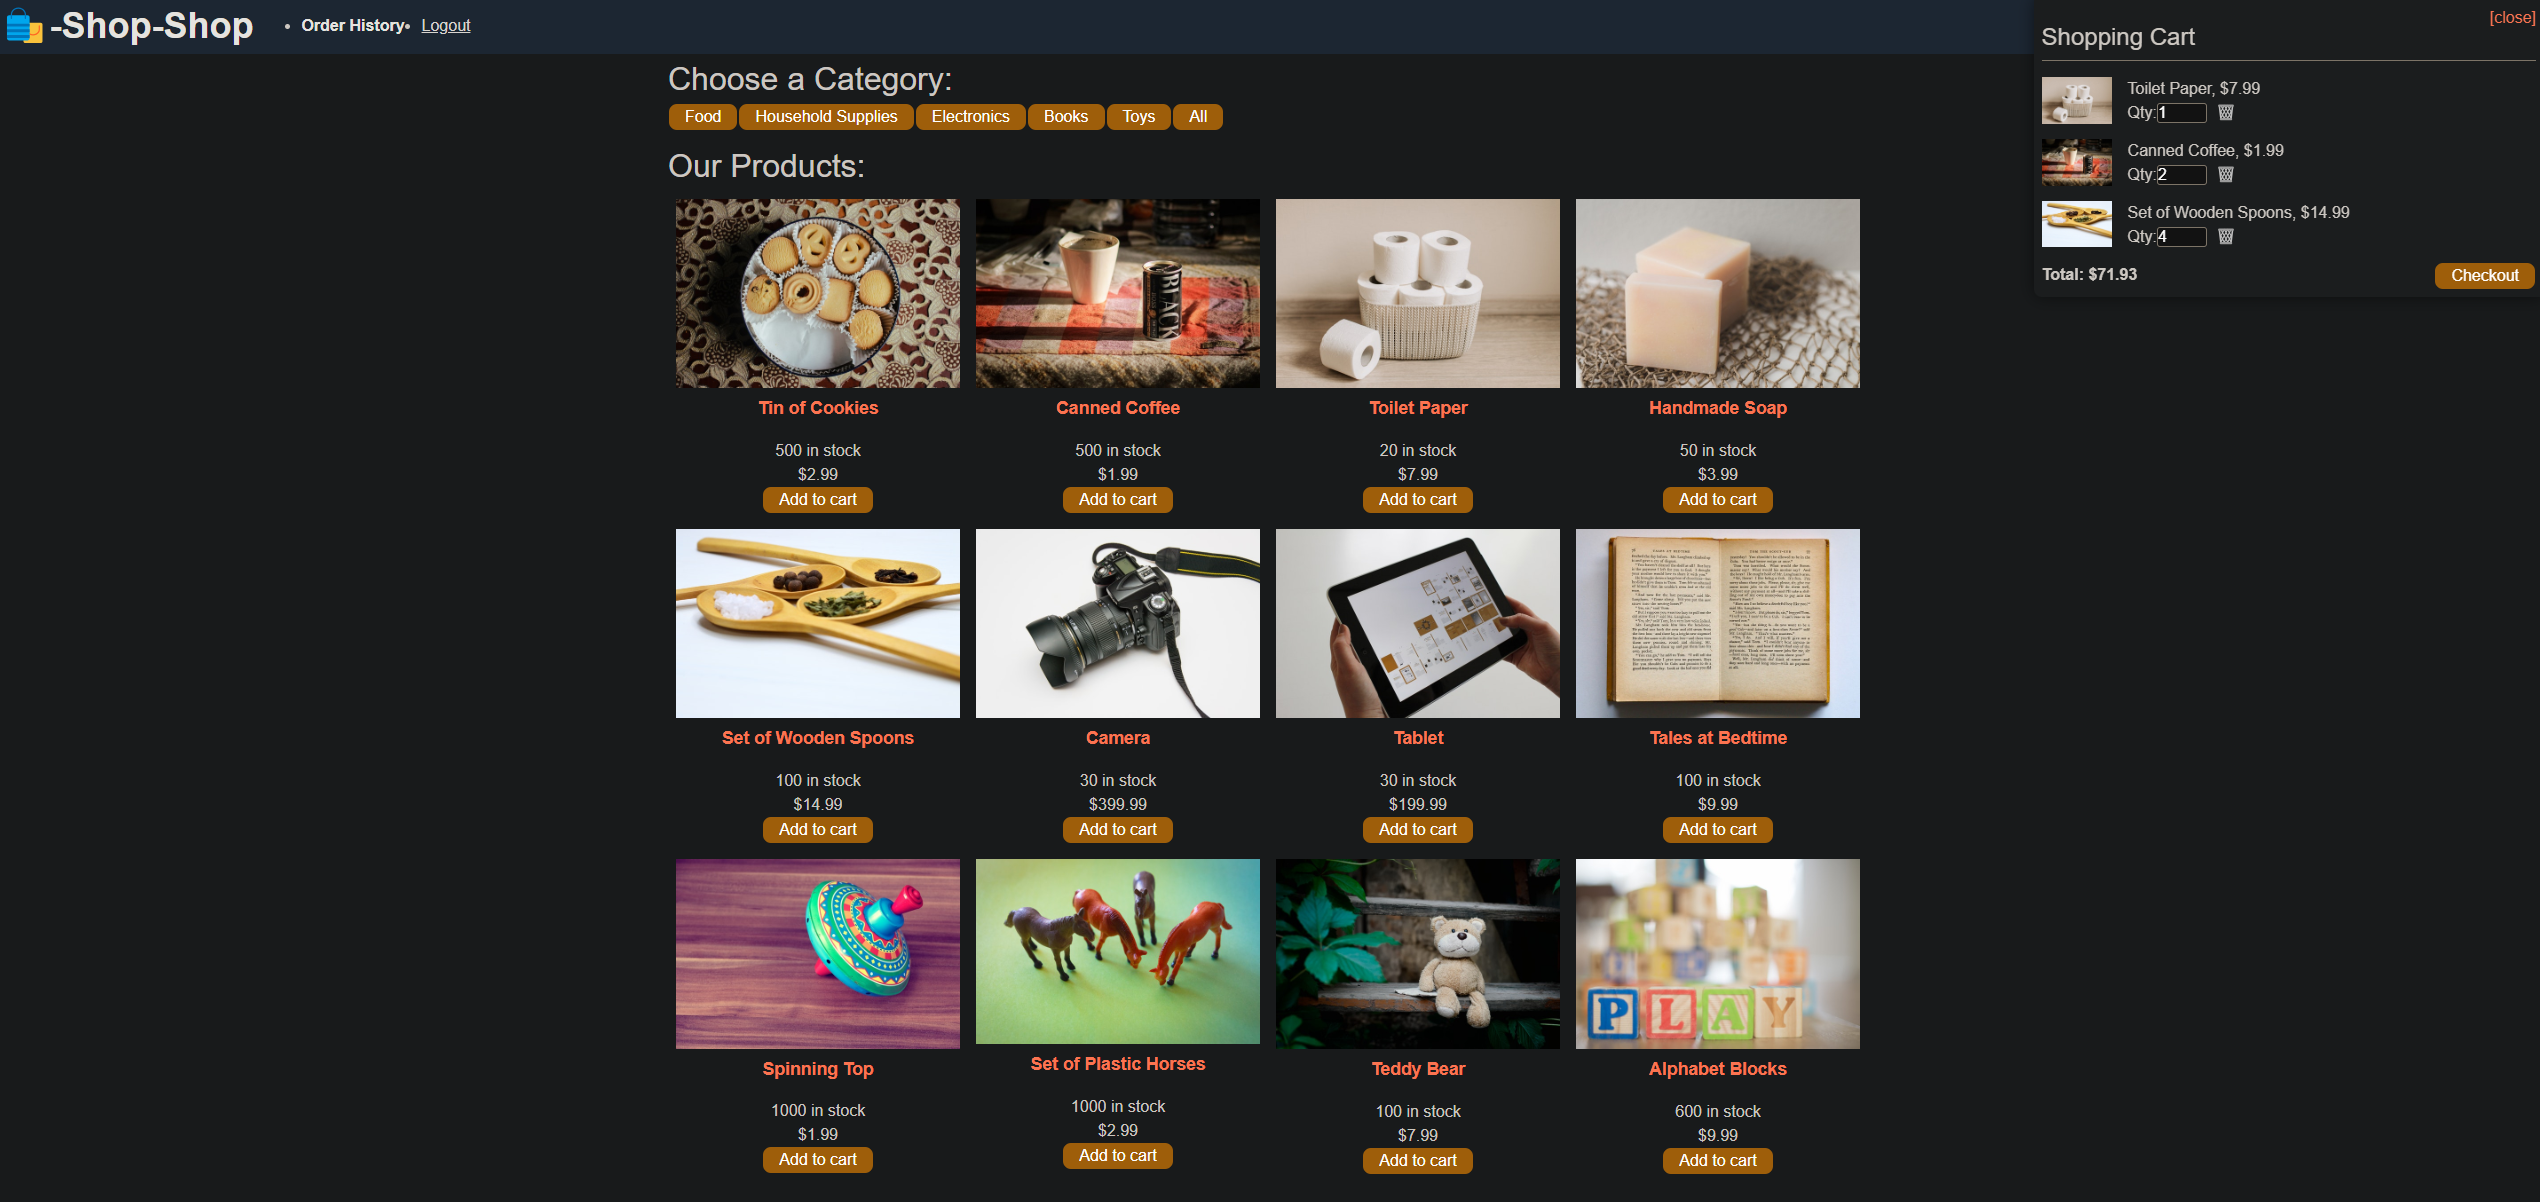 -Shop-Shop
• Order History • Logout
[close]
Shopping Cart
Toilet Paper, $7.99
Qty: 1
Canned Coffee, $1.99
Qty: 2
Set of Wooden Spoons, $14.99
Qty: 4
Total: $71.93 Checkout
Choose a Category:
Food Household Supplies Electronics Books Toys All
Our Products:
BLACK
Tin of Cookies Canned Coffee Toilet Paper Handmade Soap
500 in stock 500 in stock 20 in stock 50 in stock
$2.99 $1.99 $7.99 $3.99
Add to cart Add to cart Add to cart Add to cart
Set of Wooden Spoons Camera Tablet Tales at Bedtime
100 in stock 30 in stock 30 in stock 100 in stock
$14.99 $399.99 $199.99 $9.99
Add to cart Add to cart Add to cart Add to cart
PLAY
Spinning Top Set of Plastic Horses Teddy Bear Alphabet Blocks
1000 in stock 1000 in stock 100 in stock 600 in stock
$1.99 $2.99 $7.99 $9.99
Add to cart Add to cart Add to cart Add to cart